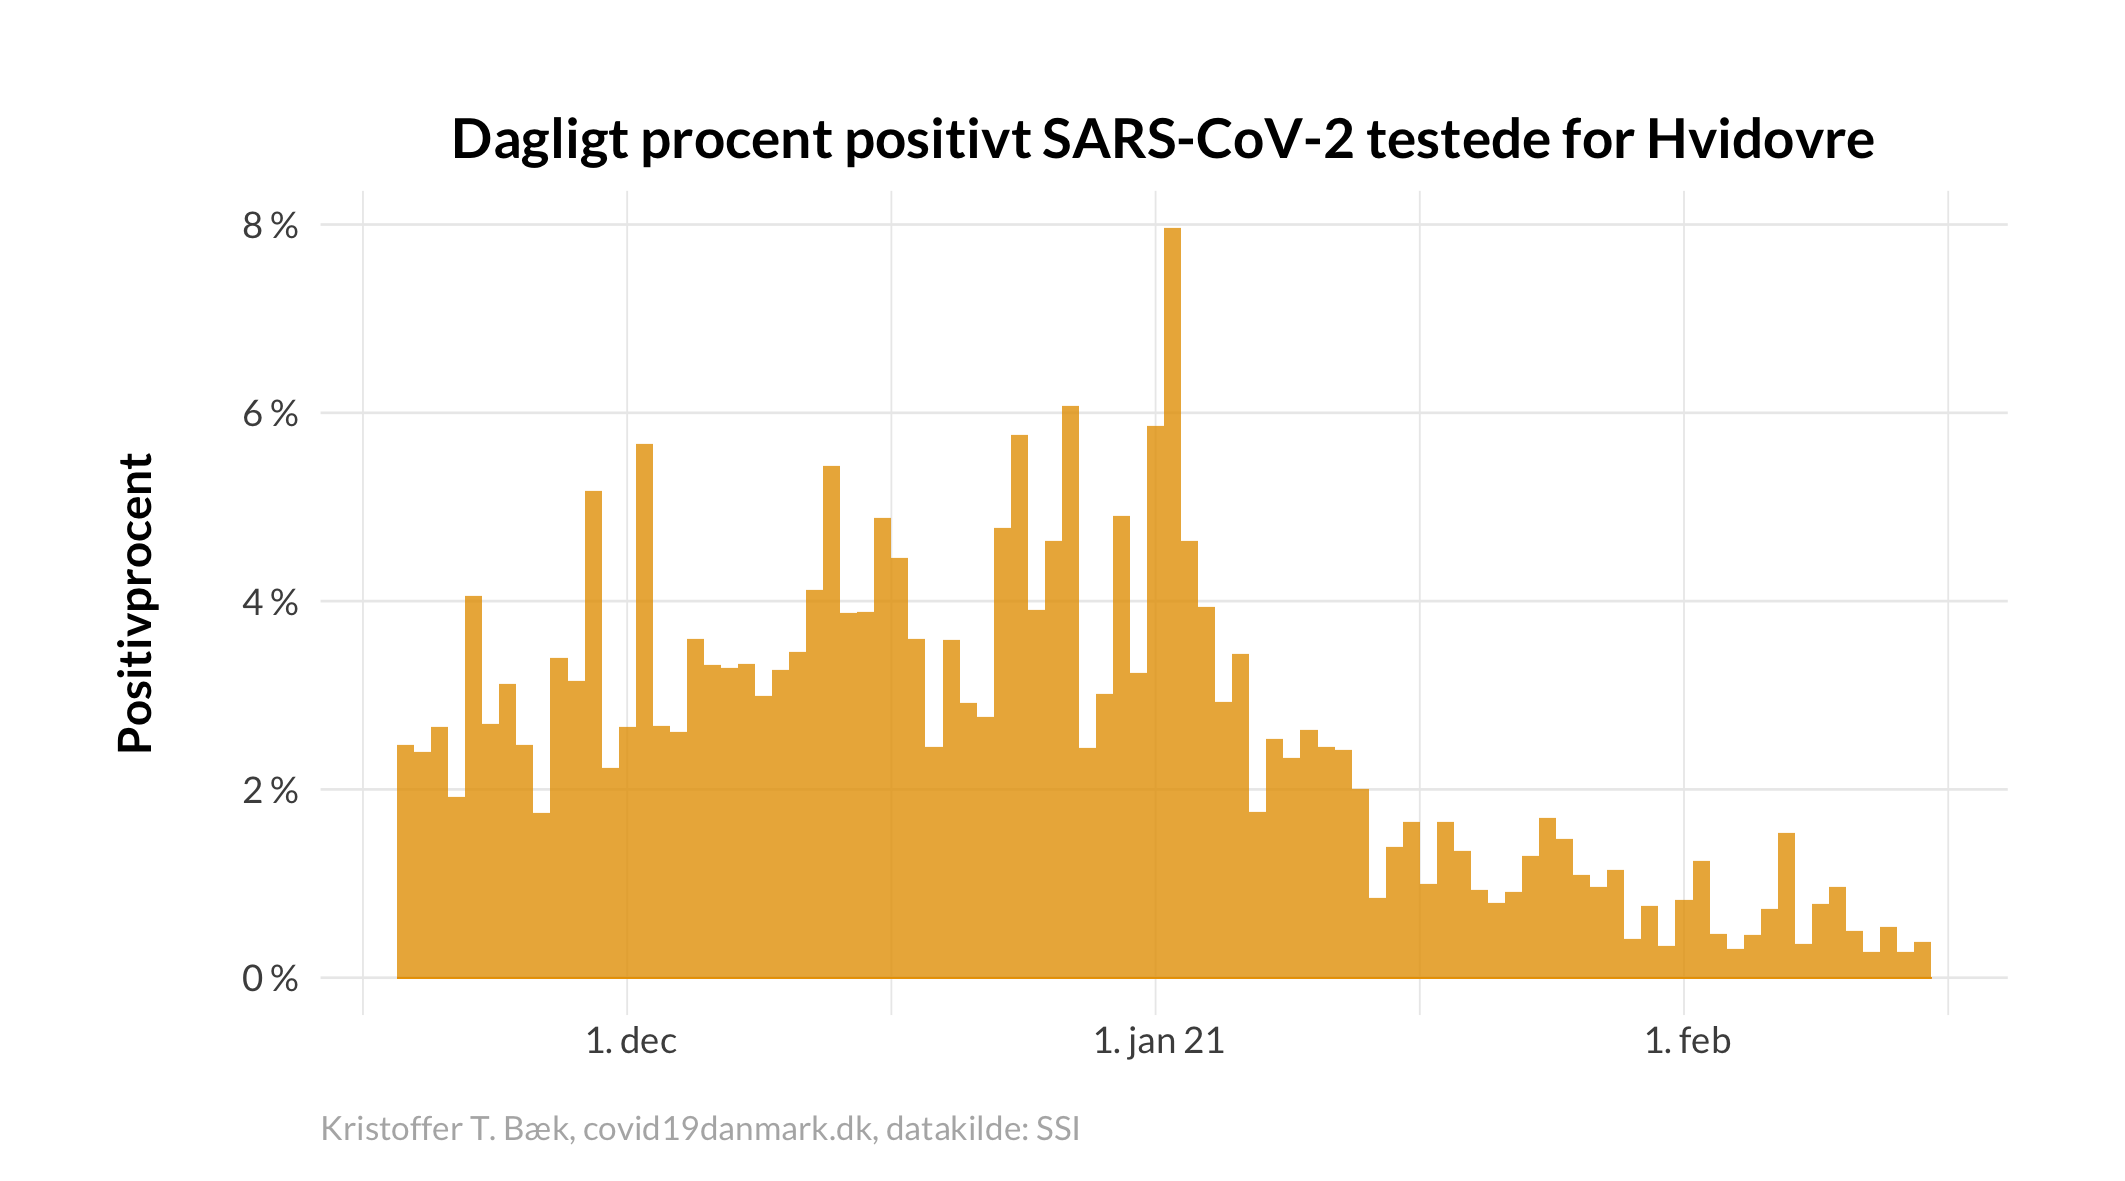 Dagligt procent positivt SARS-CoV-2 testede for Hvidovre
Positivprocent
8 %
6 %
4 %
2 %
0 %
1. dec
1. jan 21
1. feb
Kristoffer T. Bæk, covid19danmark.dk, datakilde: SSI